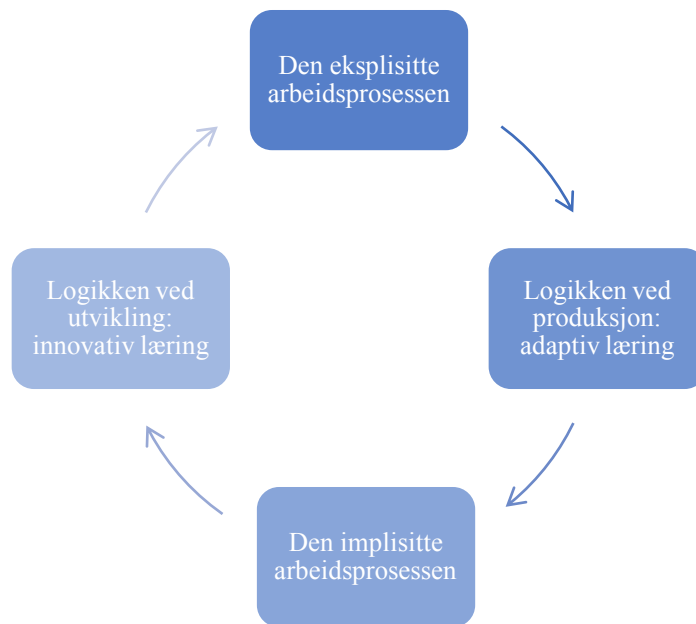 Den eksplisitte
arbeidsprosessen
Logikken ved
utvikling:
innovativ læring
Logikken ved
produksjon:
adaptiv læring
Den implisitte
arbeidsprosessen